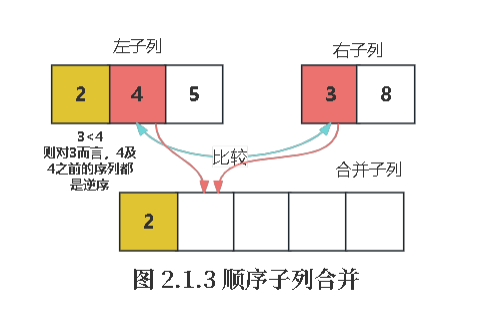 左子列
右子列
2 4 5
3 8
3<4
则对3而言，4及
4之前的序列都
是逆序
比较
合并子列
2
图 2.1.3 顺序子列合并